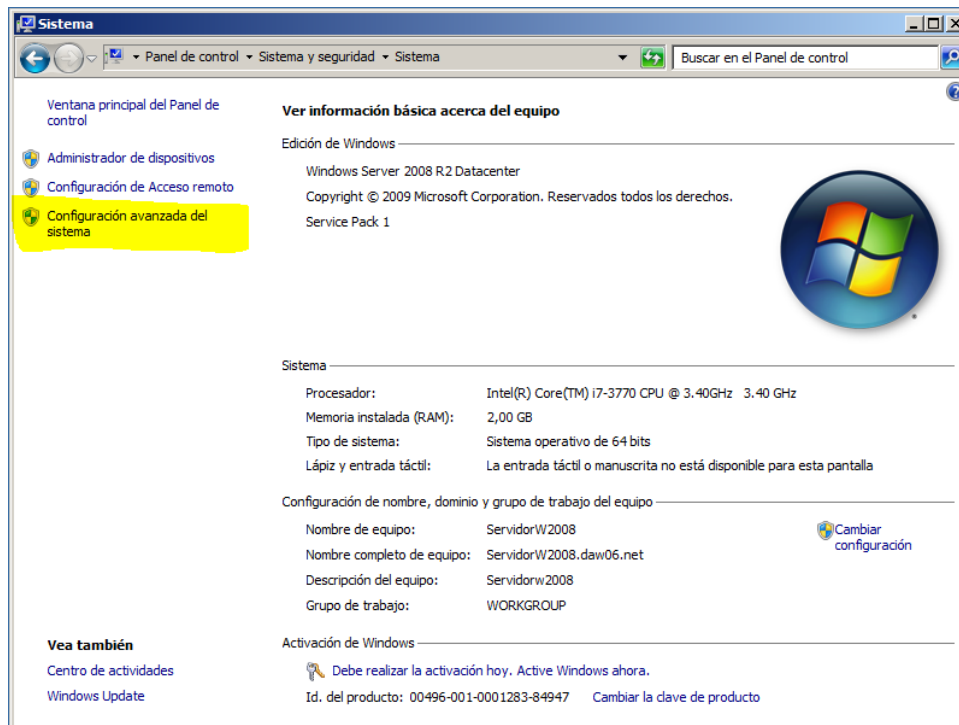 Sistema
Panel de control Sistema y seguridad Sistema
Buscar en el Panel de control
Ventana principal del Panel de
control
Administrador de dispositivos
Configuración de Acceso remoto
Configuración avanzada del
sistema
Vea también
Centro de actividades
Windows Update
Ver información básica acerca del equipo
Edición de Windows
Windows Server 2008 R2 Datacenter
Copyright © 2009 Microsoft Corporation. Reservados todos los derechos.
Service Pack 1
Sistema
Procesador: Intel(R) Core(TM) i7-3770 CPU @ 3.40GHz 3.40 GHz
Memoria instalada (RAM): 2,00 GB
Tipo de sistema: Sistema operativo de 64 bits
Lápiz y entrada táctil: La entrada táctil o manuscrita no está disponible para esta pantalla
Configuración de nombre, dominio y grupo de trabajo del equipo
Nombre de equipo: ServidorW2008
Cambiar
configuración
Nombre completo de equipo: ServidorW2008.daw06.net
Descripción del equipo: Servidorw2008
Grupo de trabajo: WORKGROUP
Activación de Windows
Debe realizar la activación hoy. Active Windows ahora.
Id. del producto: 00496-001-0001283-84947 Cambiar la clave de producto